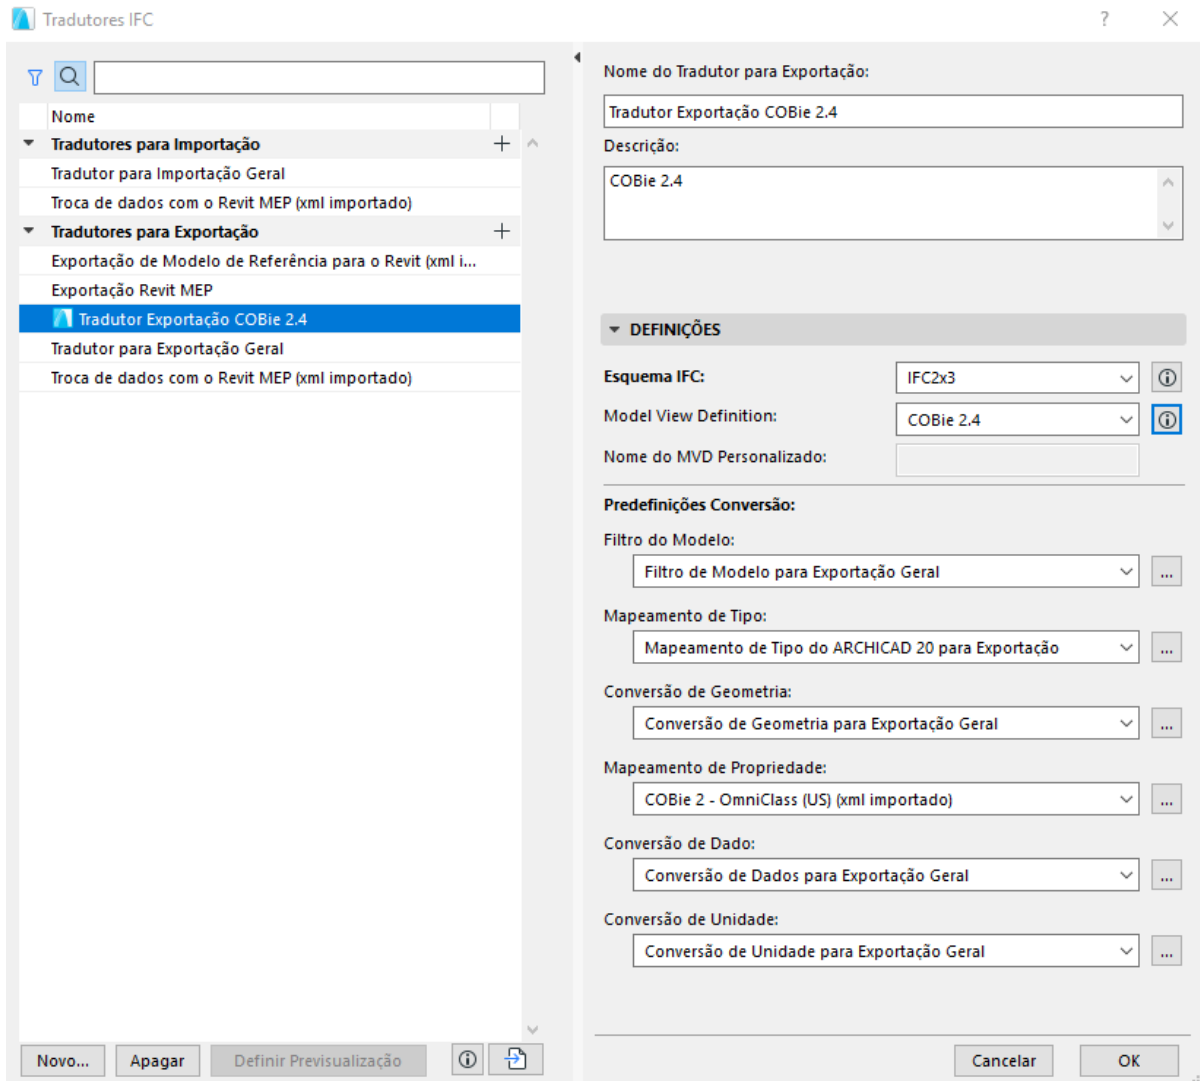 Tradutores IFC
?
Nome
Tradutores para Importação
Tradutor para Importação Geral
Troca de dados com o Revit MEP (xml importado)
Tradutores para Exportação
Exportação de Modelo de Referência para o Revit (xml i...
Exportação Revit MEP
Tradutor Exportação COBie 2.4
Tradutor para Exportação Geral
Troca de dados com o Revit MEP (xml importado)
Novo...
Apagar
Definir Previsualização
Nome do Tradutor para Exportação:
Tradutor Exportação COBie 2.4
Descrição:
COBie 2.4
DEFINIÇÕES
Esquema IFC:
IFC2x3
Model View Definition:
COBie 2.4
Nome do MVD Personalizado:
Predefinições Conversão:
Filtro do Modelo:
Filtro de Modelo para Exportação Geral
...
Mapeamento de Tipo:
Mapeamento de Tipo do ARCHICAD 20 para Exportação
...
Conversão de Geometria:
Conversão de Geometria para Exportação Geral
...
Mapeamento de Propriedade:
COBie 2 - OmniClass (US) (xml importado)
...
Conversão de Dado:
Conversão de Dados para Exportação Geral
...
Conversão de Unidade:
Conversão de Unidade para Exportação Geral
...
Cancelar
OK